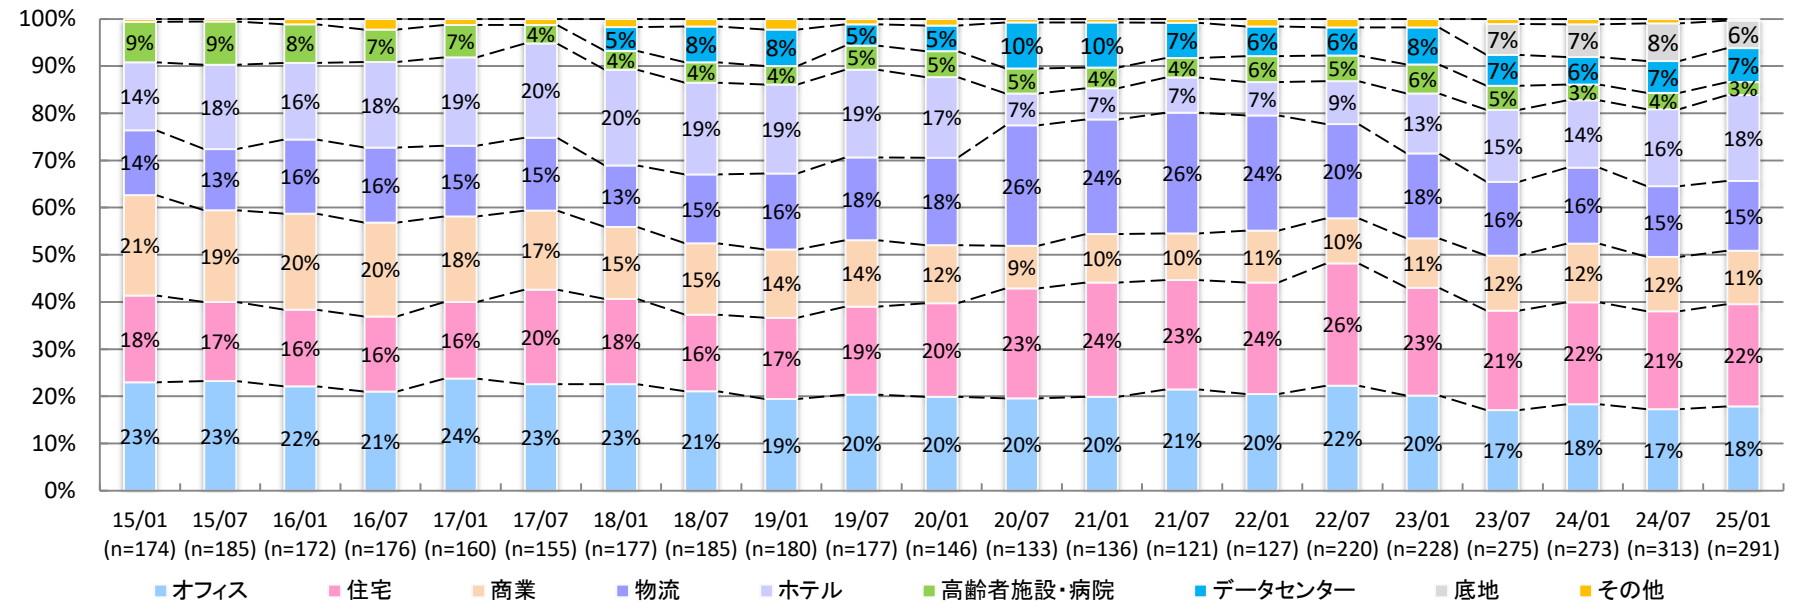 100%
90%
80%
70%
60%
50%
40%
30%
20%
10%
0%
9% 9% 8% 7% 7% 4% 5% 8% 8% 5% 5% 10% 10% 7% 6% 6% 8% 7% 7% 8% 6%
4% 4% 4% 5% 5% 5% 4% 4% 6% 5% 6% 7% 6% 7% 7%
5% 3% 4% 3%
14% 18% 16% 18% 19% 20% 20% 19% 19% 19% 17% 7% 7% 7% 7% 9% 13% 15% 14% 16% 18%
14% 13% 16% 16% 15% 15% 13% 15% 16% 18% 18% 26% 24% 26% 24% 20% 18% 16% 16% 15% 15%
21% 19% 20% 20% 18% 17% 15% 15% 14% 14% 12% 9% 10% 10% 11% 10% 11% 12% 12% 12% 11%
18% 17% 16% 16% 16% 20% 18% 16% 17% 19% 20% 23% 24% 23% 24% 26% 23% 21% 22% 21% 22%
23% 23% 22% 21% 24% 23% 23% 21% 19% 20% 20% 20% 20% 21% 20% 22% 20% 17% 18% 17% 18%
15/01 15/07 16/01 16/07 17/01 17/07 18/01 18/07 19/01 19/07 20/01 20/07 21/01 21/07 22/01 22/07 23/01 23/07 24/01 24/07 25/01
(n=174) (n=185) (n=172) (n=176) (n=160) (n=155) (n=177) (n=185) (n=180) (n=177) (n=146) (n=133) (n=136) (n=121) (n=127) (n=220) (n=228) (n=275) (n=273) (n=313) (n=291)
オフィス 住宅 商業 物流 ホテル 高齢者施設・病院 データセンター 底地 その他